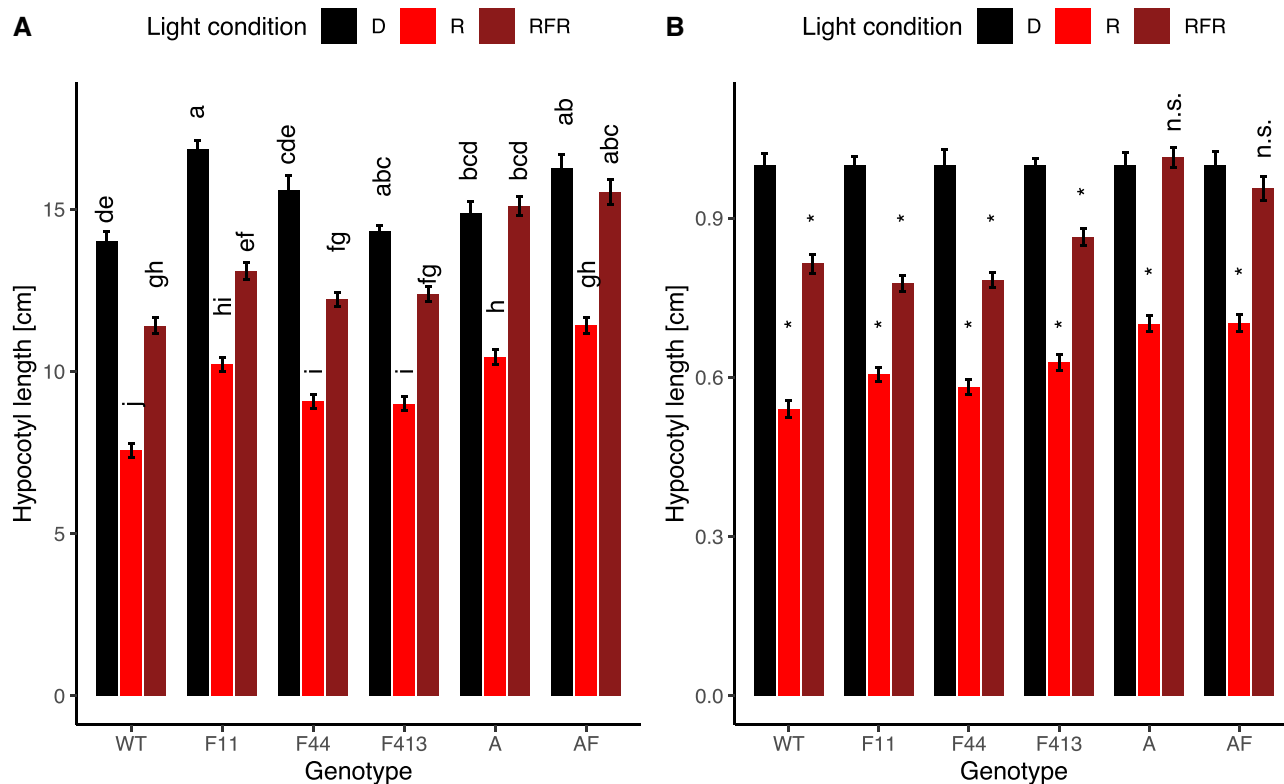 A
Light condition D R RFR
Hypocotyl length [cm]
15
10
5
0
de
j
gh
a
hi
ef
cde
i
fg
abc
i
fg
bcd
h
bcd
ab
gh
abc
WT F11 F44 F413 A AF
Genotype
B
Light condition D R RFR
Hypocotyl length [cm]
0.9
0.6
0.3
0.0
*
*
*
*
*
*
*
*
*
n.s.
*
n.s.
WT F11 F44 F413 A AF
Genotype